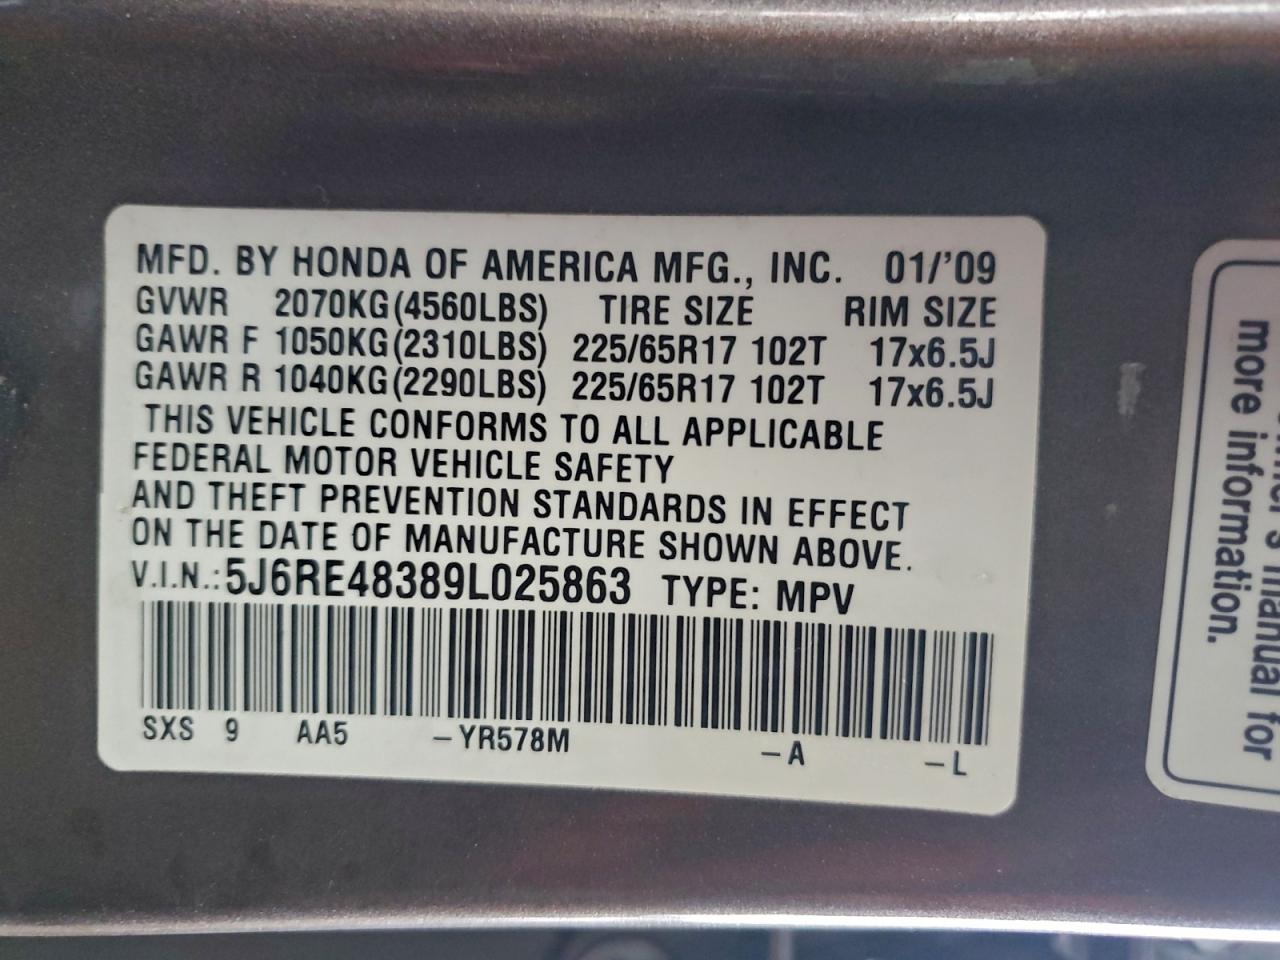 MFD. BY HONDA OF AMERICA MFG., INC. 01/'09
GVWR 2070KG(4560LBS) TIRE SIZE RIM SIZE
GAWR F 1050KG(2310LBS) 225/65R17 102T 17x6.5J
GAWR R 1040KG(2290LBS) 225/65R17 102T 17x6.5J
THIS VEHICLE CONFORMS TO ALL APPLICABLE
FEDERAL MOTOR VEHICLE SAFETY
AND THEFT PREVENTION STANDARDS IN EFFECT
ON THE DATE OF MANUFACTURE SHOWN ABOVE.
V.I.N.: 5J6RE48389L025863 TYPE: MPV
SXS 9 AA5 -YR578M -A -L
manual for
more information.